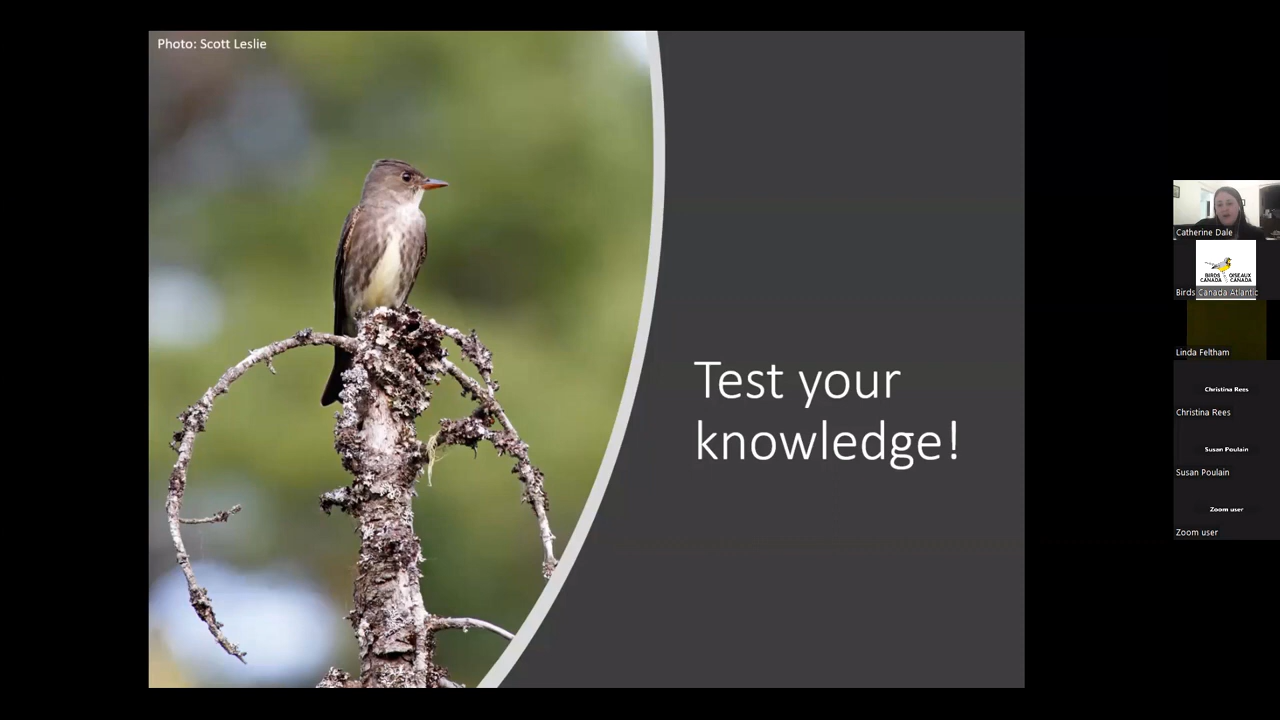 Photo: Scott Leslie
Test your
knowledge!
Catherine Dale
BIRDS OISEAUX
CANADA CANADA
Birds Canada Atlantic
Linda Feltham
Christina Rees
Christina Rees
Susan Poulain
Susan Poulain
Zoom user
Zoom user